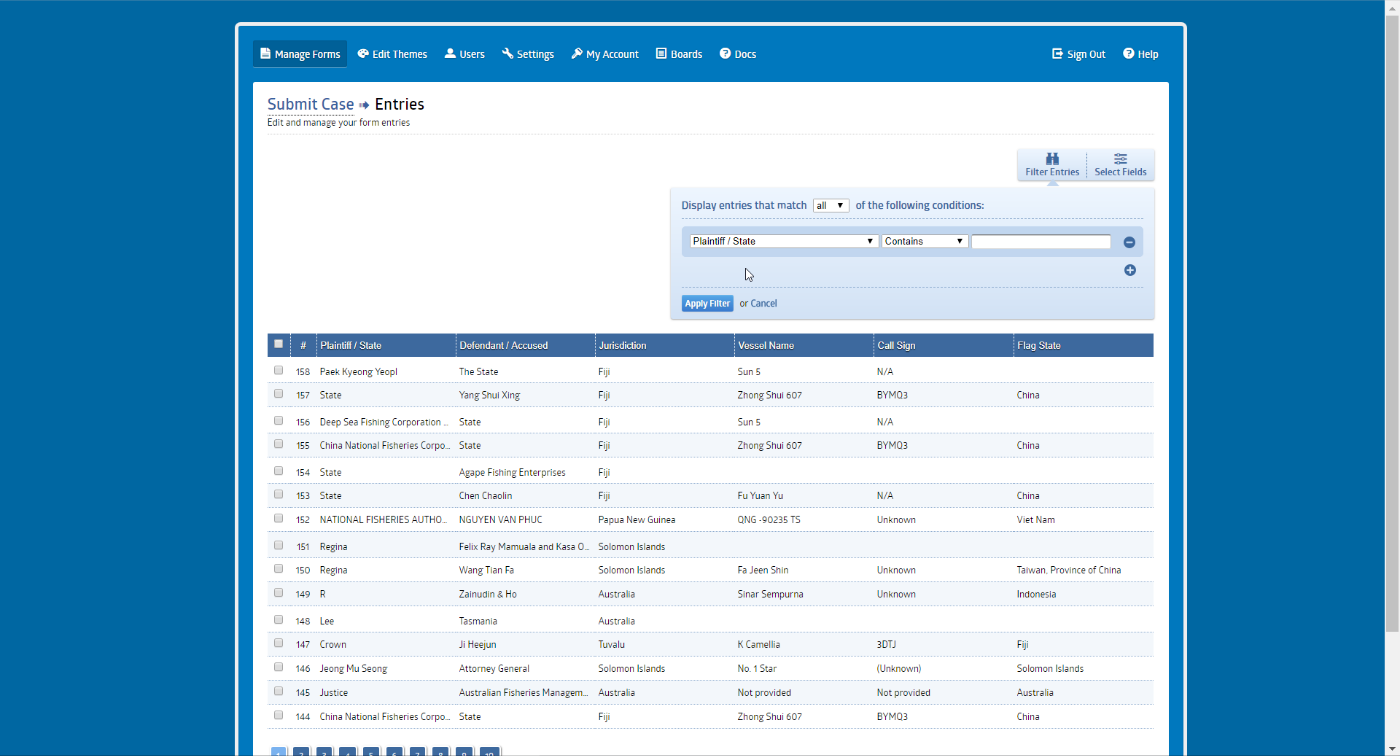 Manage Forms Edit Themes Users Settings My Account Boards Docs Sign Out Help
Submit Case Entries
Edit and manage your form entries
Filter Entries Select Fields
Display entries that match all of the following conditions:
Plaintiff / State Contains
Apply Filter or Cancel
# Plaintiff / State Defendant / Accused Jurisdiction Vessel Name Call Sign Flag State
158 Paek Kyeong Yeopl The State Fiji Sun 5 N/A
157 State Yang Shui Xing Fiji Zhong Shui 607 BYMQ3 China
156 Deep Sea Fishing Corporation ... State Fiji Sun 5 N/A
155 China National Fisheries Corpo... State Fiji Zhong Shui 607 BYMQ3 China
154 State Agape Fishing Enterprises Fiji
153 State Chen Chaolin Fiji Fu Yuan Yu N/A China
152 NATIONAL FISHERIES AUTHO... NGUYEN VAN PHUC Papua New Guinea QNG -90235 TS Unknown Viet Nam
151 Regina Felix Ray Mamuala and Kasa O... Solomon Islands
150 Regina Wang Tian Fa Solomon Islands Fa Jeen Shin Unknown Taiwan, Province of China
149 R Zainudin & Ho Australia Sinar Sempurna Unknown Indonesia
148 Lee Tasmania Australia
147 Crown Ji Heejun Tuvalu K Camellia 3DTJ Fiji
146 Jeong Mu Seong Attorney General Solomon Islands No. 1 Star (Unknown) Solomon Islands
145 Justice Australian Fisheries Managem... Australia Not provided Not provided Australia
144 China National Fisheries Corpo... State Fiji Zhong Shui 607 BYMQ3 China
1 2 3 4 5 6 7 8 9 10